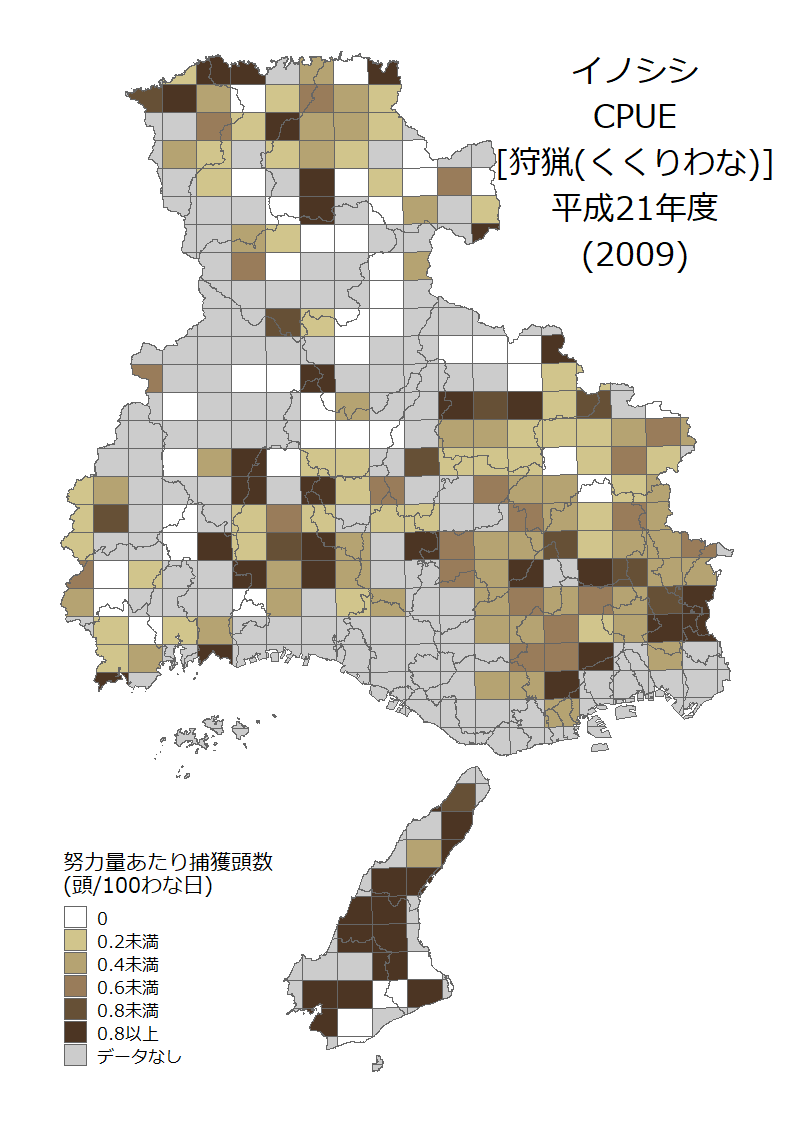 イノシシ
CPUE
[狩猟(くくりわな)]
平成21年度
(2009)
努力量あたり捕獲頭数
(頭/100わな日)
0
0.2未満
0.4未満
0.6未満
0.8未満
0.8以上
データなし